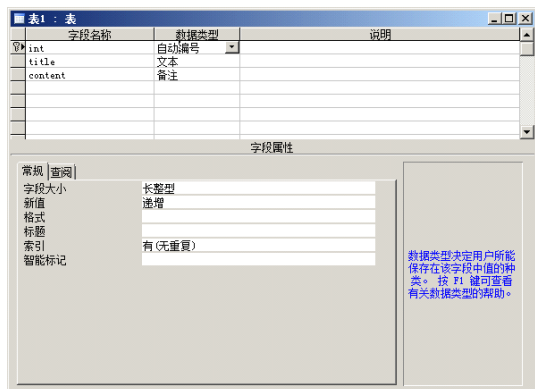 表1 : 表
字段名称 数据类型 说明
int 自动编号
title 文本
content 备注
字段属性
常规 查阅
字段大小 长整型
新值 递增
格式
标题
索引 有(无重复)
智能标记
数据类型决定用户所能
保存在该字段中值的种
类。 按 F1 键可查看
有关数据类型的帮助。